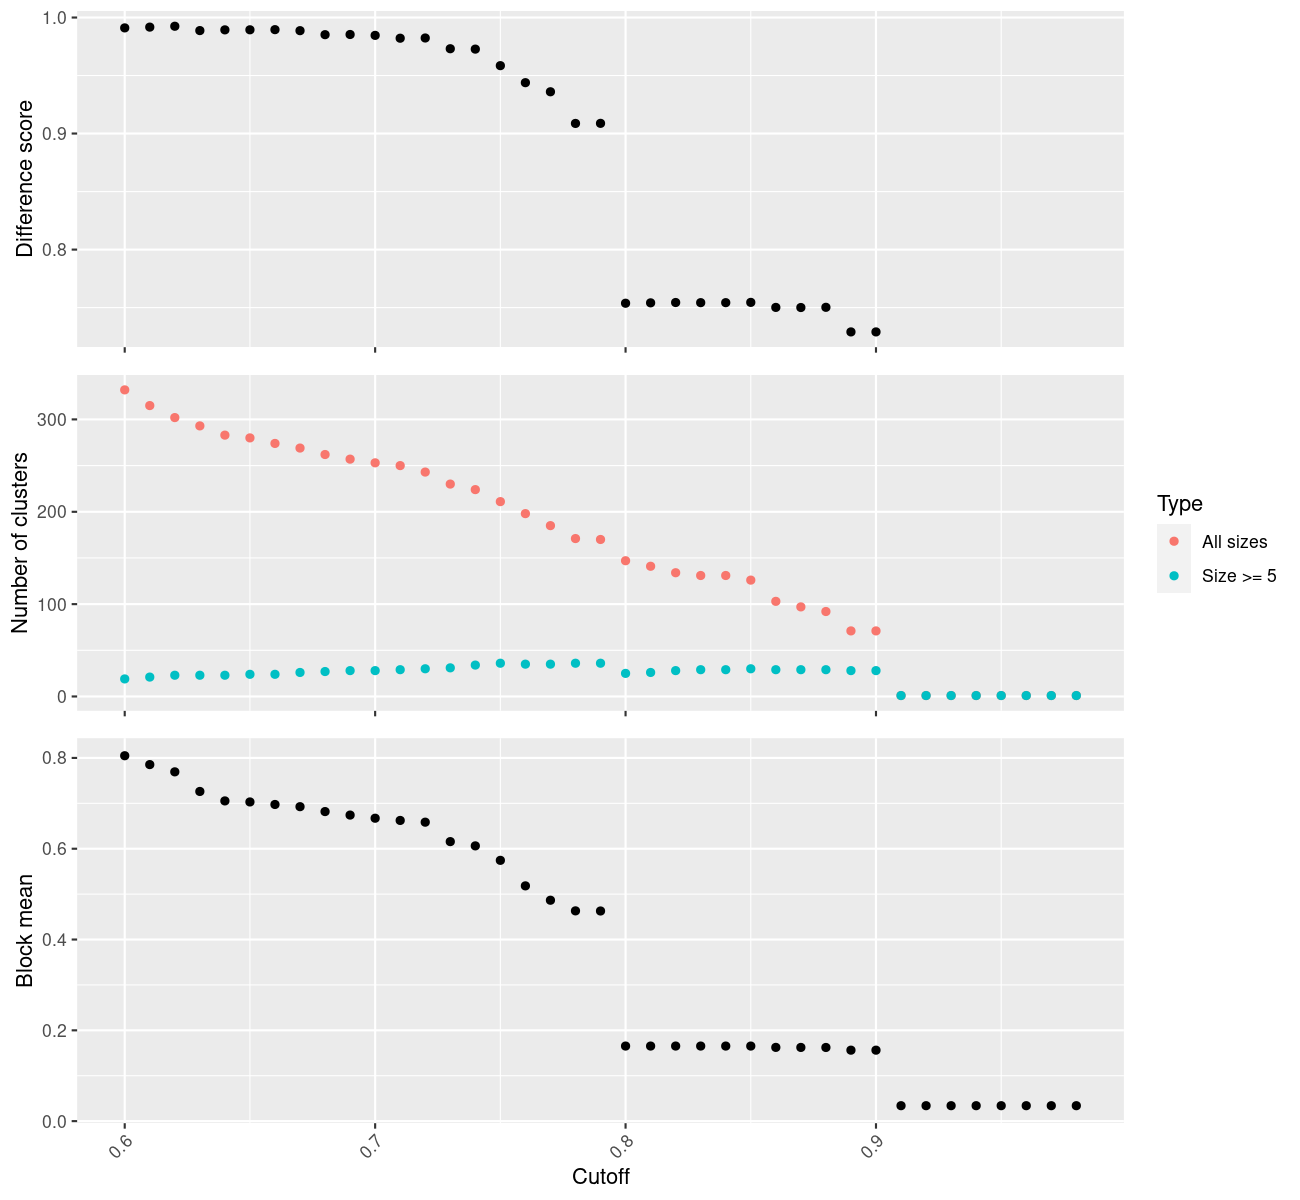 1.0
0.9
0.8
Difference score
300
200
100
0
Number of clusters
Type
All sizes
Size >= 5
0.8
0.6
0.4
0.2
0.0
Block mean
0.6
0.7
0.8
0.9
Cutoff